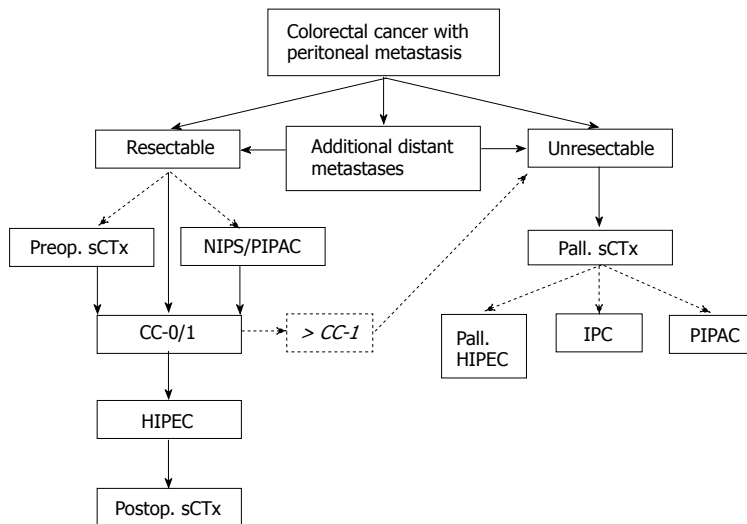 Colorectal cancer with
peritoneal metastasis
Resectable
Additional distant
metastases
Unresectable
Preop. sCTx
NIPS/PIPAC
Pall. sCTx
CC-0/1
> CC-1
Pall.
HIPEC
IPC
PIPAC
HIPEC
Postop. sCTx